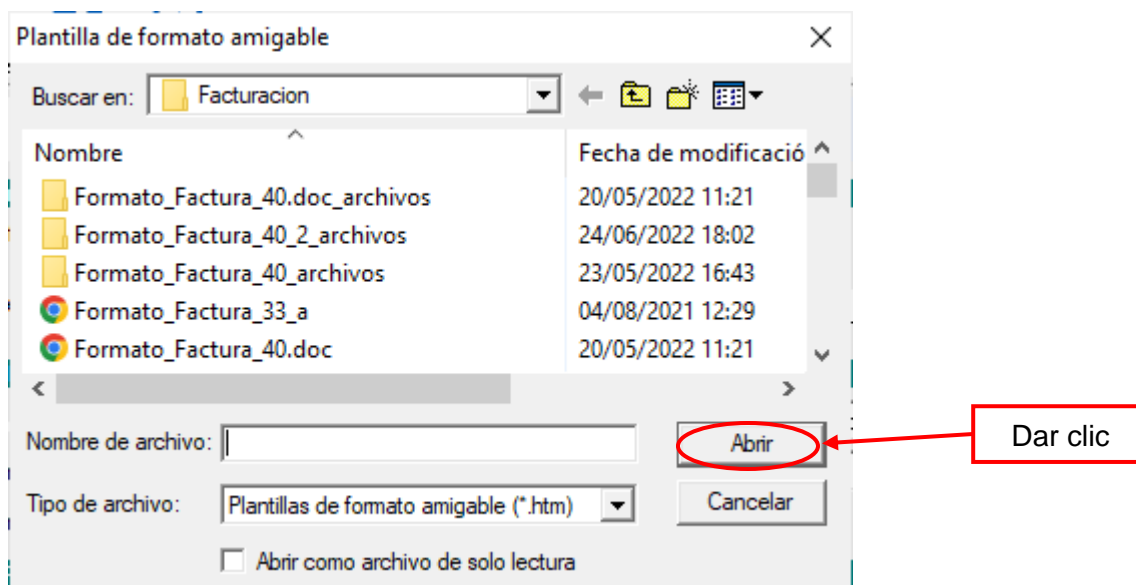 Plantilla de formato amigable
Buscar en: Facturacion
Nombre Fecha de modificació
Formato_Factura_40.doc_archivos 20/05/2022 11:21
Formato_Factura_40_2_archivos 24/06/2022 18:02
Formato_Factura_40_archivos 23/05/2022 16:43
Formato_Factura_33_a 04/08/2021 12:29
Formato_Factura_40.doc 20/05/2022 11:21
Nombre de archivo: Abrir Dar clic
Tipo de archivo: Plantillas de formato amigable (*.htm) Cancelar
Abrir como archivo de solo lectura